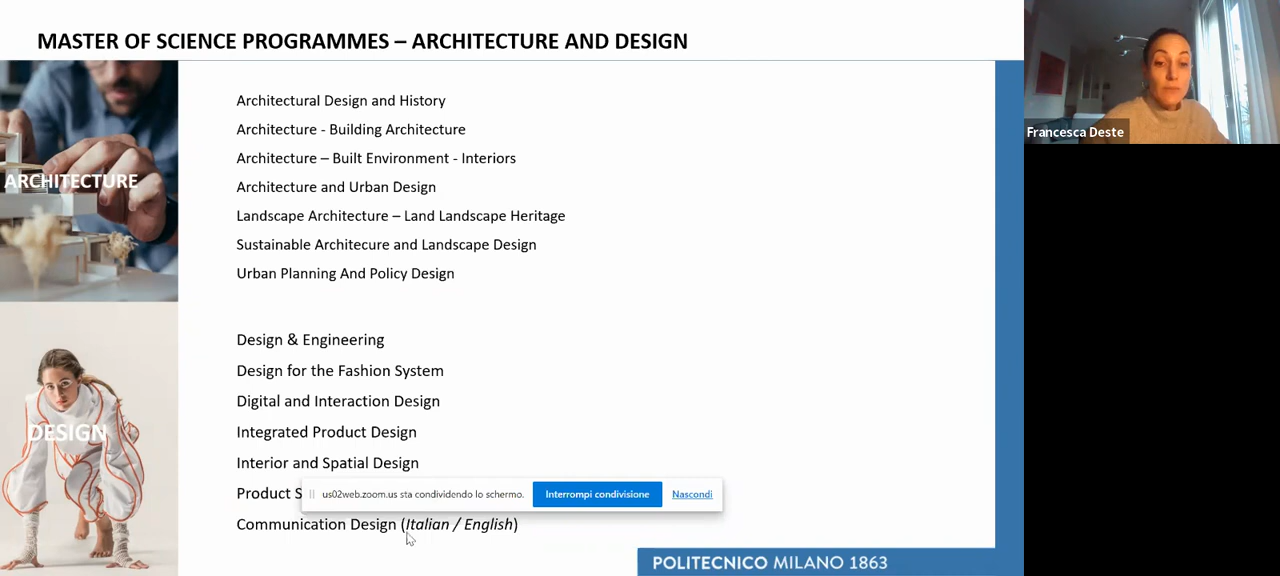 MASTER OF SCIENCE PROGRAMMES – ARCHITECTURE AND DESIGN
ARCHITECTURE
Architectural Design and History
Architecture - Building Architecture
Architecture – Built Environment - Interiors
Architecture and Urban Design
Landscape Architecture – Land Landscape Heritage
Sustainable Architecure and Landscape Design
Urban Planning And Policy Design
DESIGN
Design & Engineering
Design for the Fashion System
Digital and Interaction Design
Integrated Product Design
Interior and Spatial Design
Product
us02web.zoom.us sta condividendo lo schermo. Interrompi condivisione Nascondi
Communication Design (Italian / English)
POLITECNICO MILANO 1863
Francesca Deste